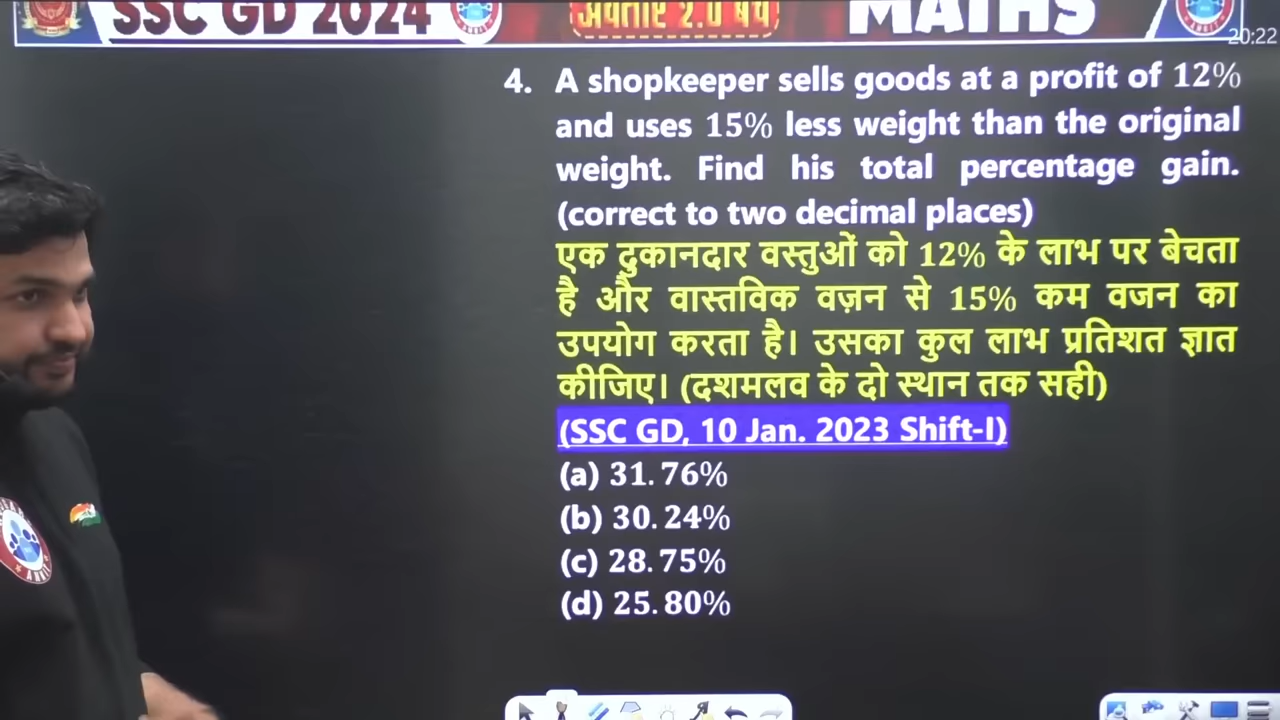 SSC GD 2024
अवतार 2.0 बैच
MATHS
20:22
4. A shopkeeper sells goods at a profit of 12%
and uses 15% less weight than the original
weight. Find his total percentage gain.
(correct to two decimal places)
एक दुकानदार वस्तुओं को 12% के लाभ पर बेचता
है और वास्तविक वज़न से 15% कम वजन का
उपयोग करता है। उसका कुल लाभ प्रतिशत ज्ञात
कीजिए। (दशमलव के दो स्थान तक सही)
(SSC GD, 10 Jan. 2023 Shift-I)
(a) 31.76%
(b) 30.24%
(c) 28.75%
(d) 25.80%